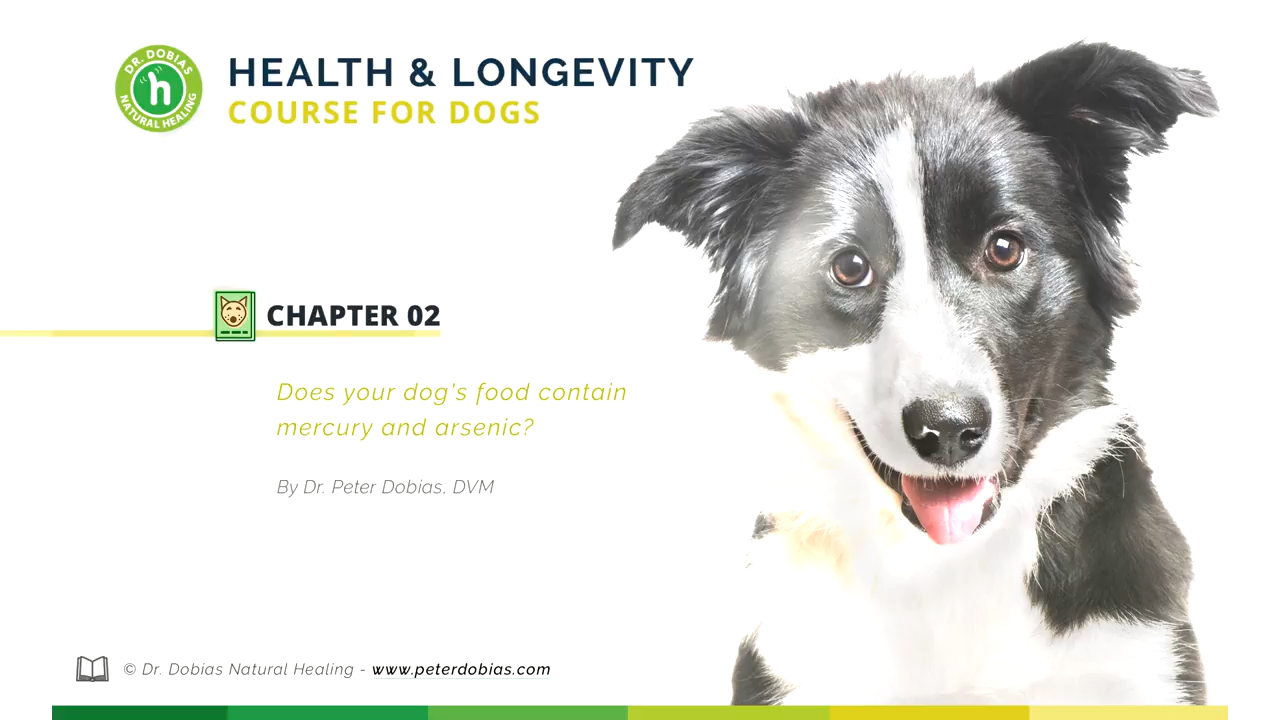 DR. DOBIAS
h
NATURAL HEALING
HEALTH & LONGEVITY
COURSE FOR DOGS
CHAPTER 02
Does your dog's food contain
mercury and arsenic?
By Dr. Peter Dobias, DVM
© Dr. Dobias Natural Healing - www.peterdobias.com